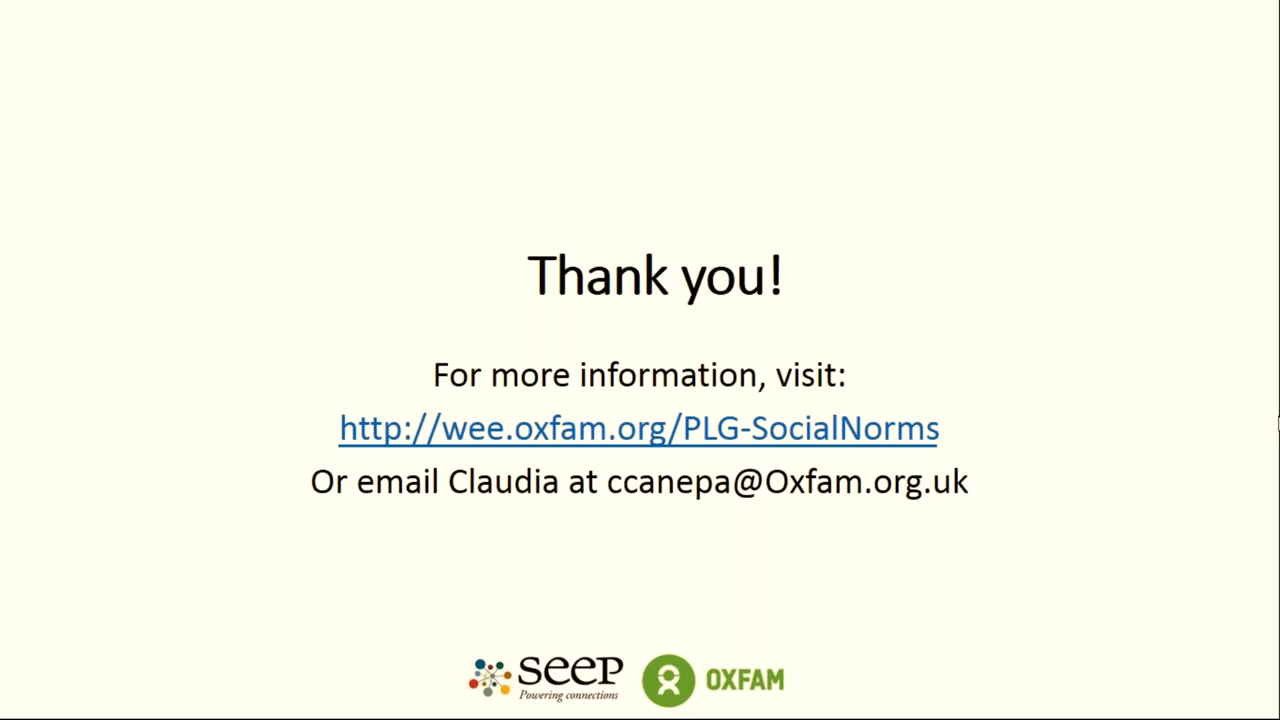 Thank you!
For more information, visit:
http://wee.oxfam.org/PLG-SocialNorms
Or email Claudia at ccanepa@Oxfam.org.uk
seep
Powering connections
OXFAM